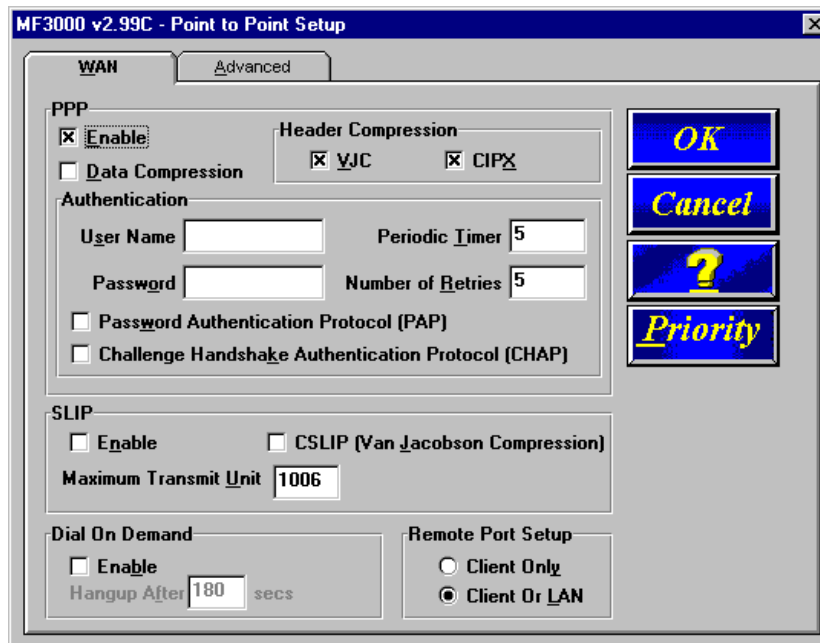 MF3000 v2.99C - Point to Point Setup
WAN
Advanced
PPP
Enable
Data Compression
Header Compression
VJC
CIPX
Authentication
User Name
Periodic Timer 5
Password
Number of Retries 5
Password Authentication Protocol (PAP)
Challenge Handshake Authentication Protocol (CHAP)
OK
Cancel
?
Priority
SLIP
Enable
CSLIP (Van Jacobson Compression)
Maximum Transmit Unit 1006
Dial On Demand
Enable
Hangup After 180 secs
Remote Port Setup
Client Only
Client Or LAN